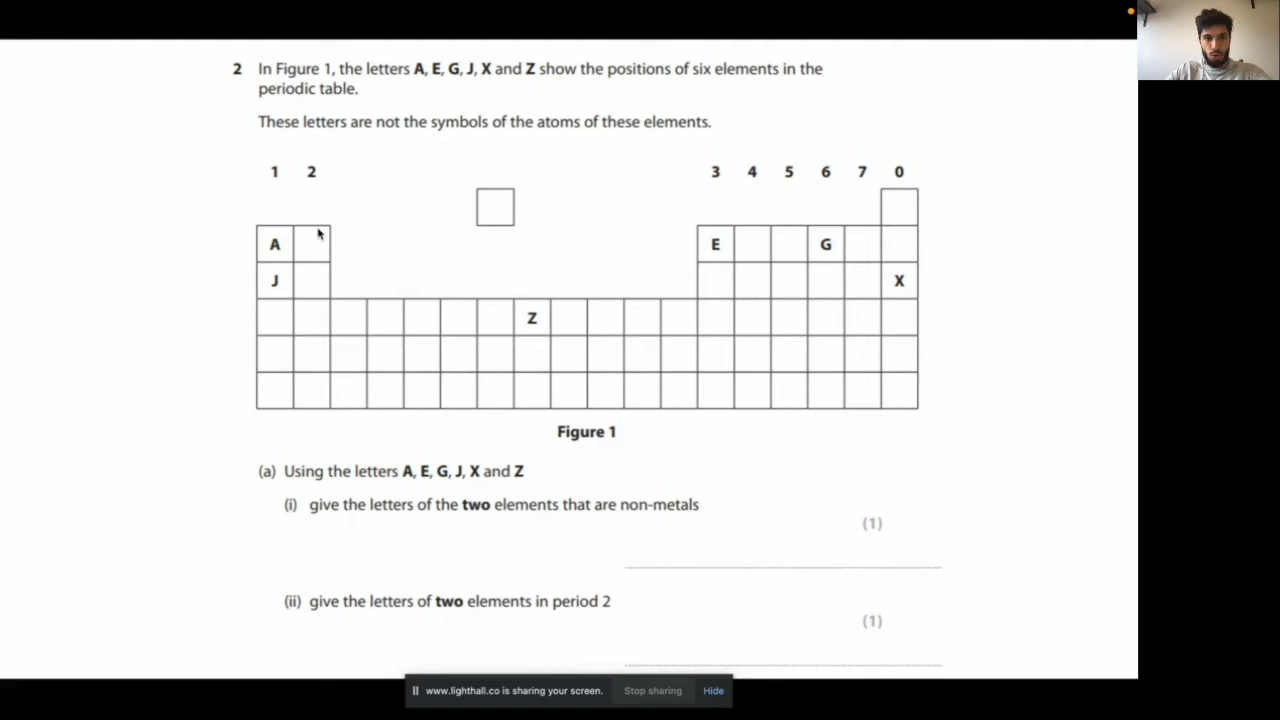 2 In Figure 1, the letters A, E, G, J, X and Z show the positions of six elements in the
periodic table.
These letters are not the symbols of the atoms of these elements.
1 2 3 4 5 6 7 0
A E G
J X
Z
Figure 1
(a) Using the letters A, E, G, J, X and Z
(i) give the letters of the two elements that are non-metals
(1)
(ii) give the letters of two elements in period 2
(1)
www.lighthall.co is sharing your screen. Stop sharing Hide